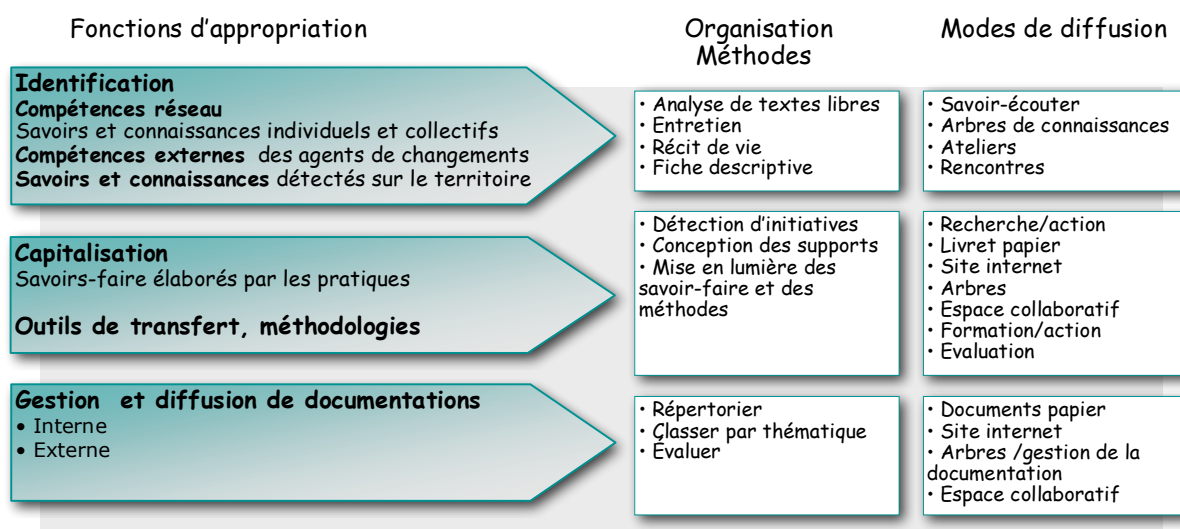 Fonctions d'appropriation
Organisation
Méthodes
Modes de diffusion
Identification
Compétences réseau
Savoirs et connaissances individuels et collectifs
Compétences externes des agents de changements
Savoirs et connaissances détectés sur le territoire
• Analyse de textes libres
• Entretien
• Récit de vie
• Fiche descriptive
• Savoir-écouter
• Arbres de connaissances
• Ateliers
• Rencontres
Capitalisation
Savoirs-faire élaborés par les pratiques
Outils de transfert, méthodologies
• Détection d'initiatives
• Conception des supports
• Mise en lumière des
savoir-faire et des
méthodes
• Recherche/action
• Livret papier
• Site internet
• Arbres
• Espace collaboratif
• Formation/action
• Evaluation
Gestion et diffusion de documentations
• Interne
• Externe
• Répertorier
• Classer par thématique
• Évaluer
• Documents papier
• Site internet
• Arbres /gestion de la
documentation
• Espace collaboratif